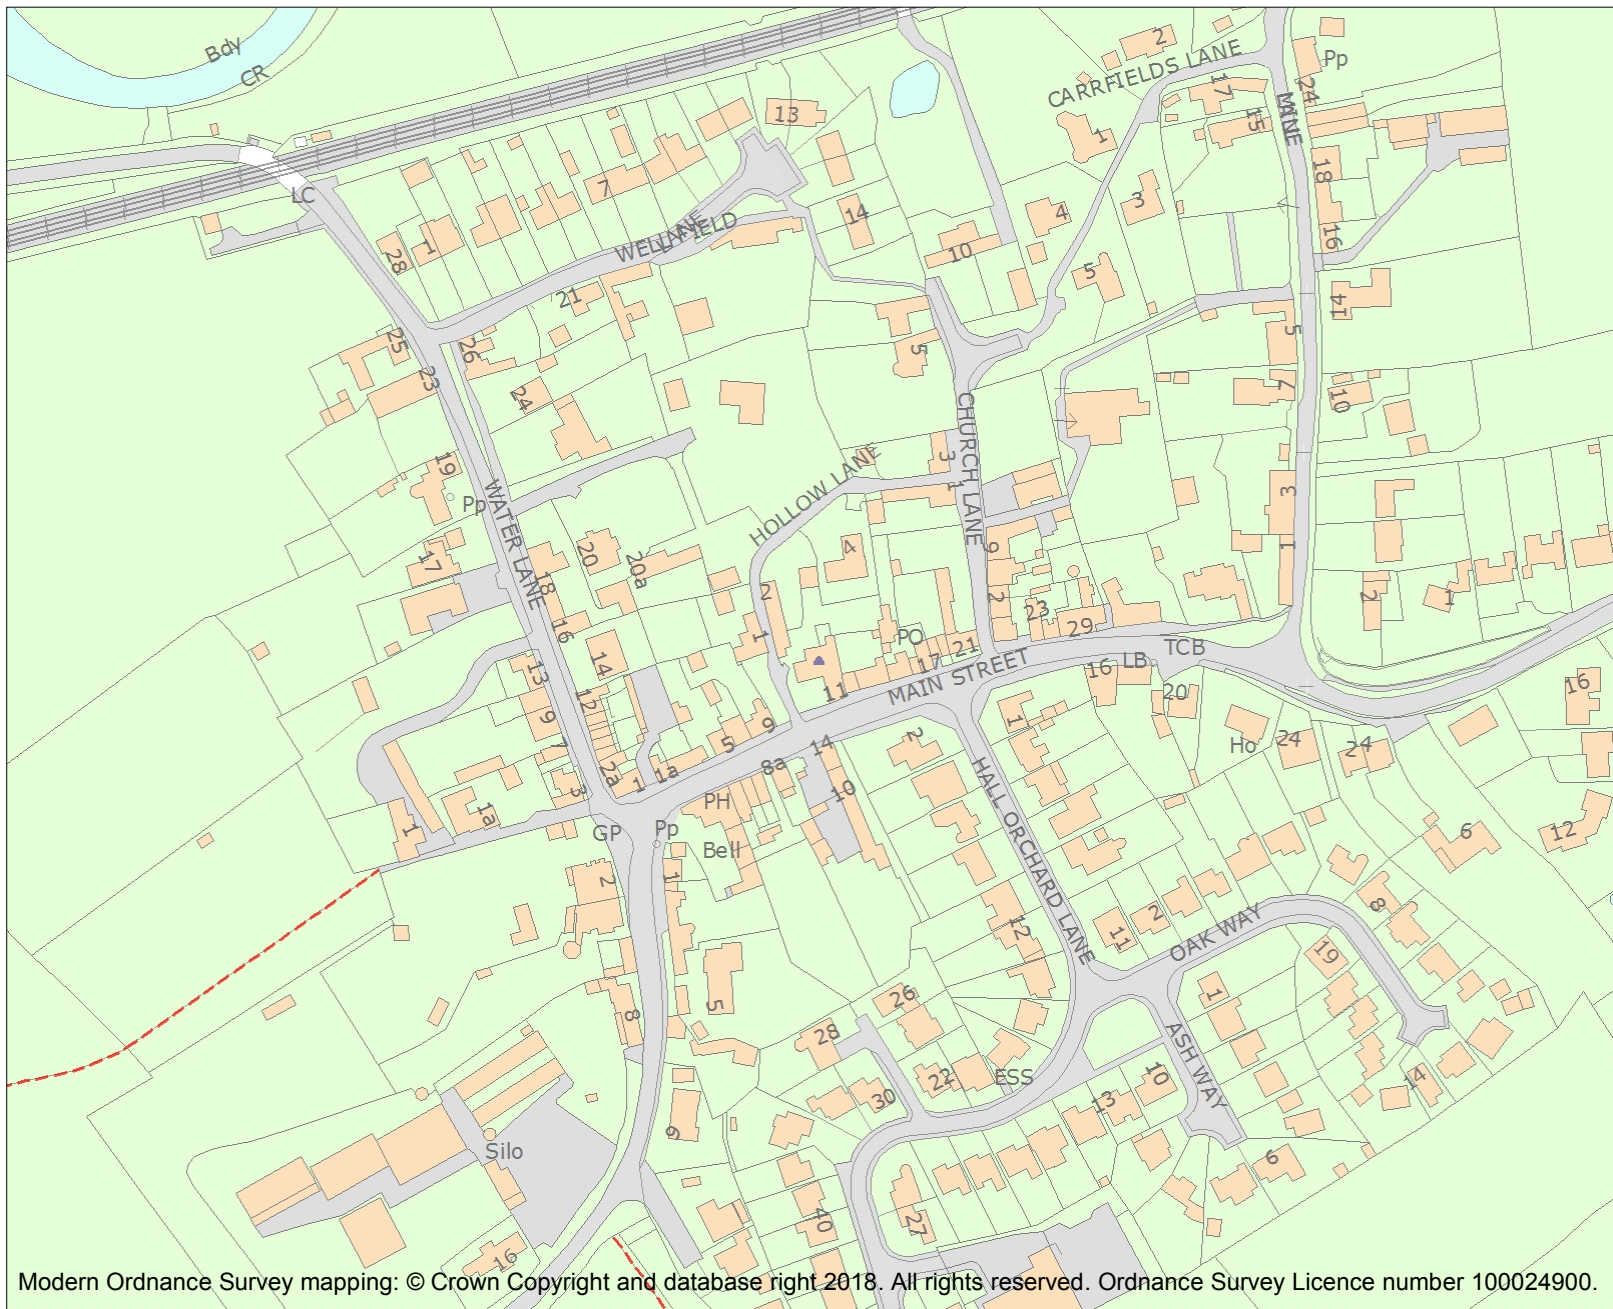 Bdy
CR
2
CARRFIELDS LANE
Pp
24
17
15
13
1
LANE
18
LC
7
3
4
14
16
WELLFIELD
LANE
28
1
10
5
14
21
5
26
25
5
23
7
24
10
CHURCH LANE
3
HOLLOW LANE
19
1
3
Pp
WATER LANE
4
9
1
17
20
20a
18
2
2
23
2
1
16
1
PO
29
21
17
TCB
MAIN STREET
LB
16
14
13
20
16
11
12
9
1
9
2
5
14
Ho
24
24
7
8a
1a
2a
1
10
3
PH
HALL ORCHARD LANE
1a
1
GP
Pp
Bell
6
12
2
1
8
2
12
11
OAK WAY
19
26
1
5
8
28
ASH WAY
ESS
22
10
14
30
13
9
Silo
6
40
27
16
Modern Ordnance Survey mapping: © Crown Copyright and database right 2018. All rights reserved. Ordnance Survey Licence number 100024900.